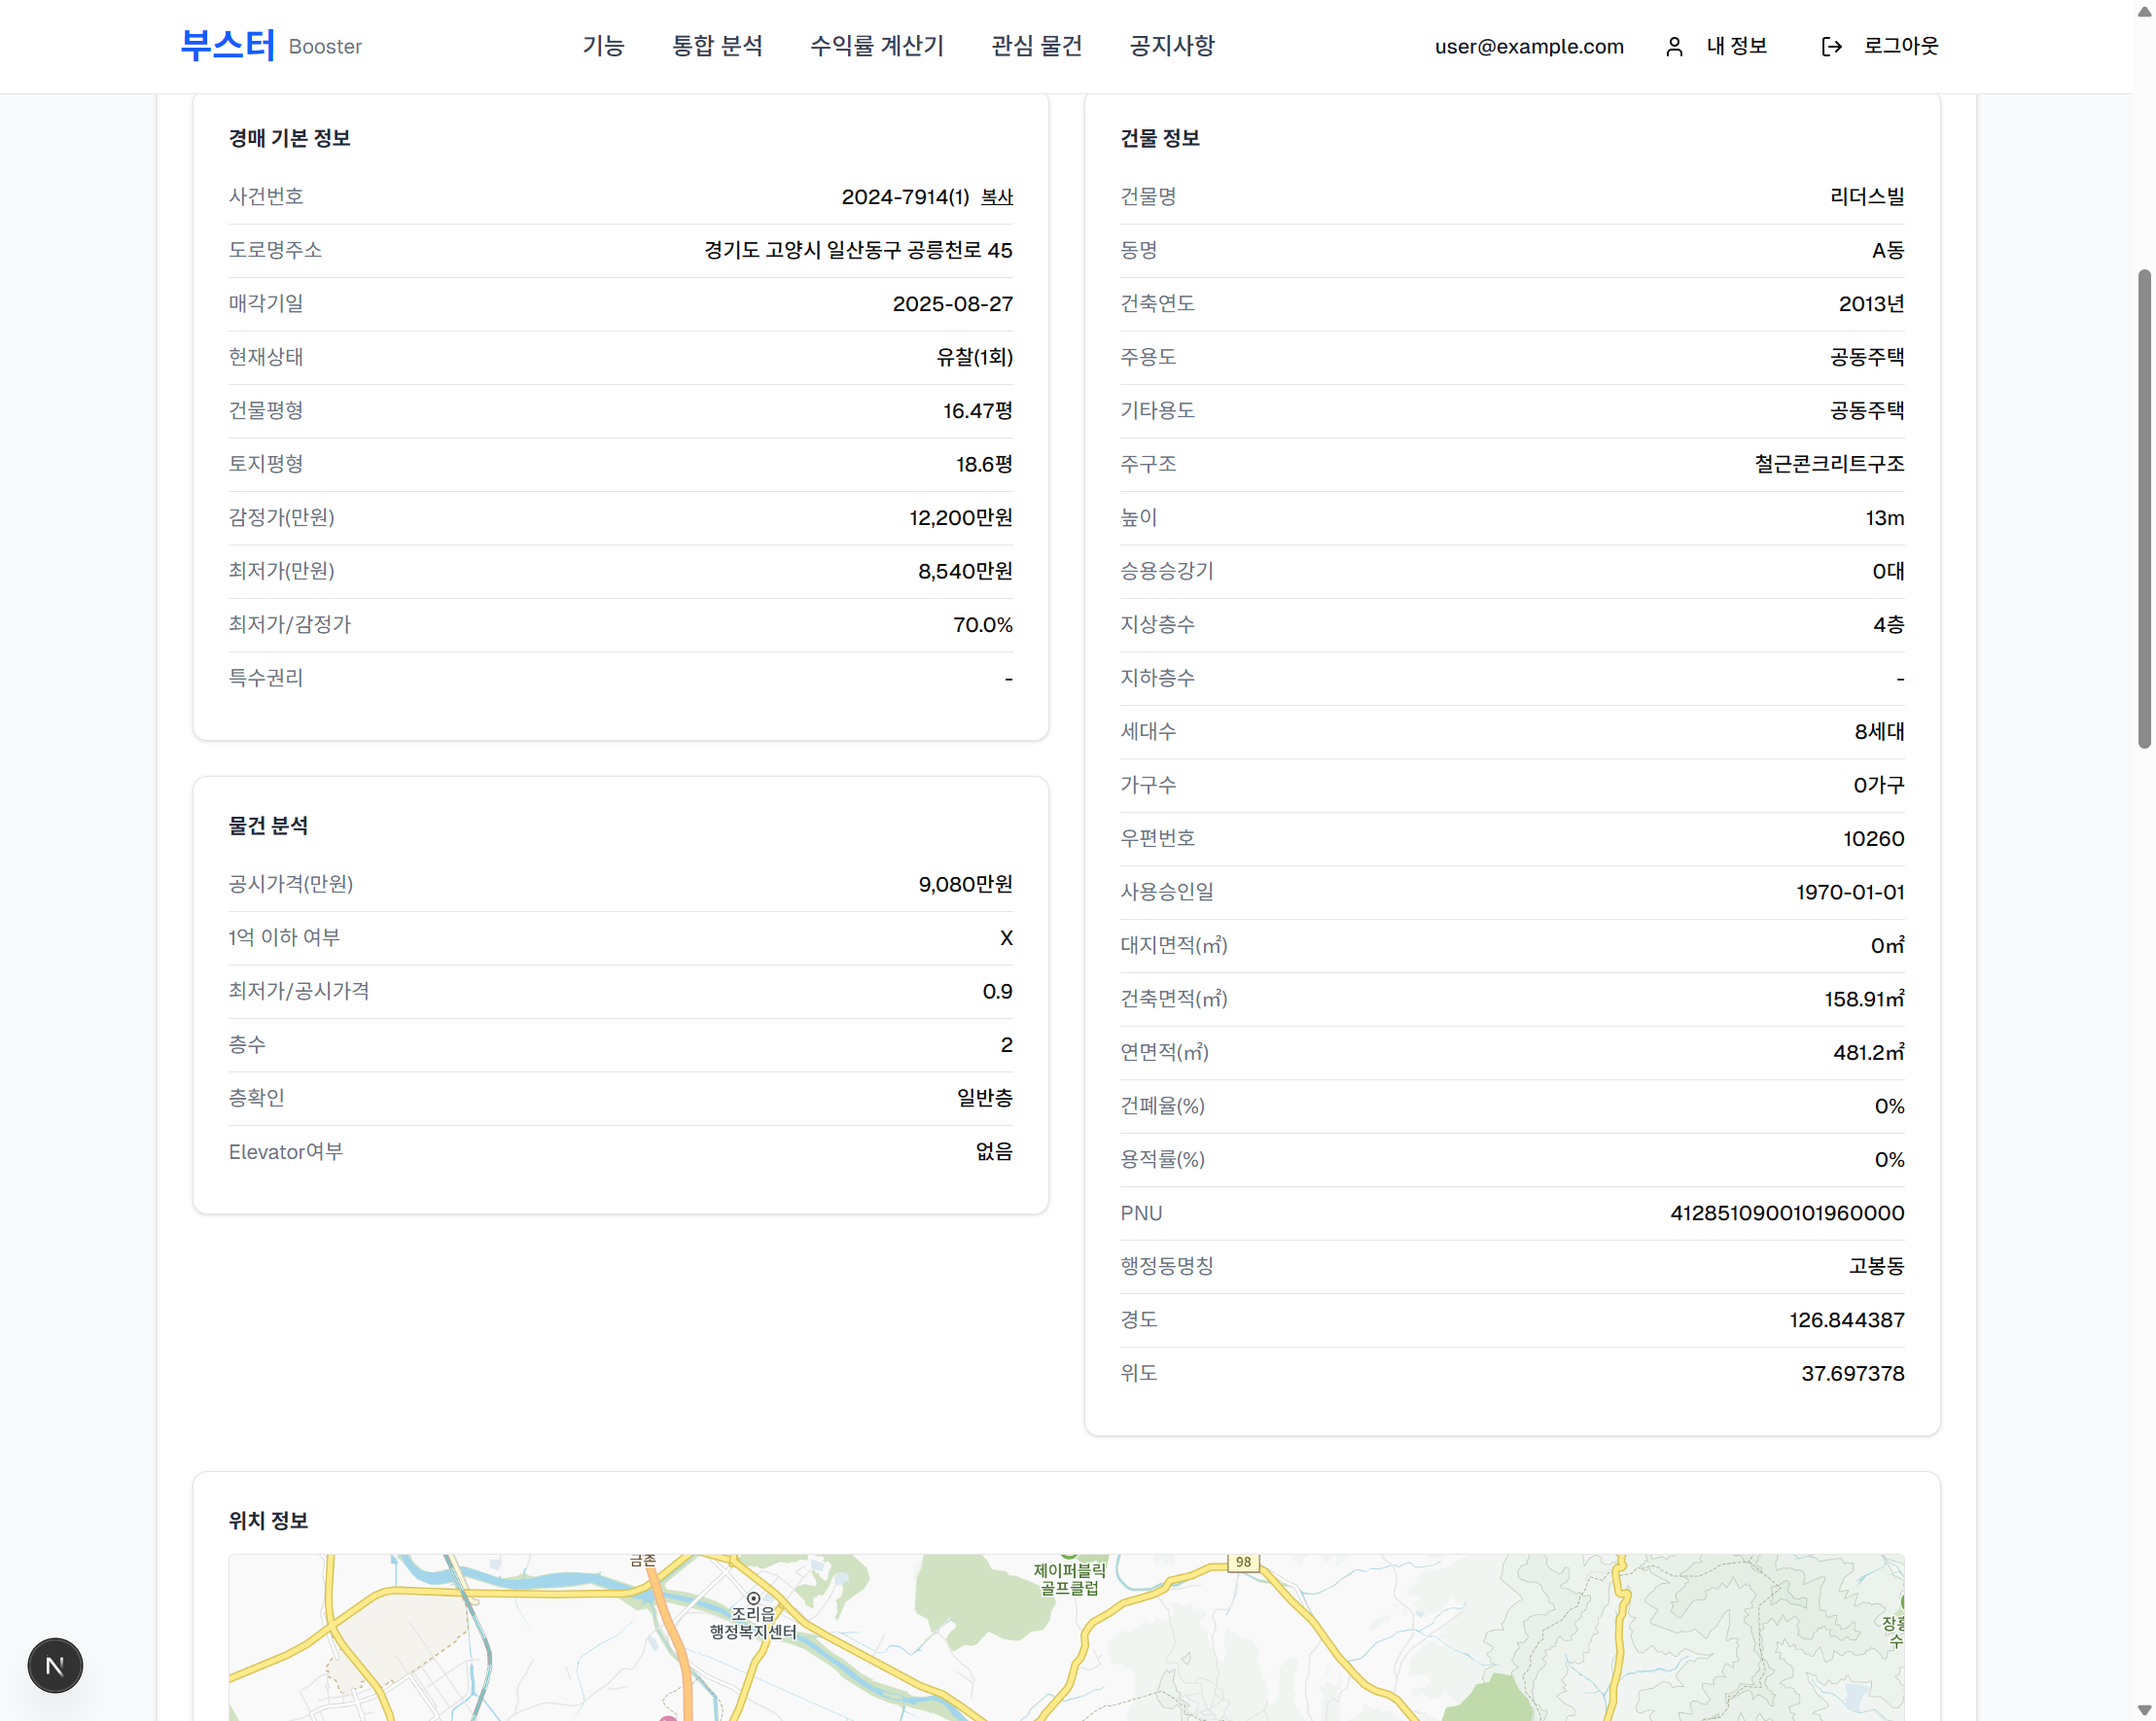 부스터 Booster 기능 통합 분석 수익률 계산기 관심 물건 공지사항 user@example.com 내 정보 로그아웃
경매 기본 정보
사건번호 2024-7914(1) 복사
도로명주소 경기도 고양시 일산동구 공릉천로 45
매각기일 2025-08-27
현재상태 유찰(1회)
건물평형 16.47평
토지평형 18.6평
감정가(만원) 12,200만원
최저가(만원) 8,540만원
최저가/감정가 70.0%
특수권리 -
물건 분석
공시가격(만원) 9,080만원
1억 이하 여부 X
최저가/공시가격 0.9
층수 2
층확인 일반층
Elevator여부 없음
건물 정보
건물명 리더스빌
동명 A동
건축연도 2013년
주용도 공동주택
기타용도 공동주택
주구조 철근콘크리트구조
높이 13m
승용승강기 0대
지상층수 4층
지하층수 -
세대수 8세대
가구수 0가구
우편번호 10260
사용승인일 1970-01-01
대지면적(㎡) 0㎡
건축면적(㎡) 158.91㎡
연면적(㎡) 481.2㎡
건폐율(%) 0%
용적률(%) 0%
PNU 4128510900101960000
행정동명칭 고봉동
경도 126.844387
위도 37.697378
위치 정보
금촌
98
제이퍼블릭
골프클럽
조리읍
행정복지센터
장흥
수
N